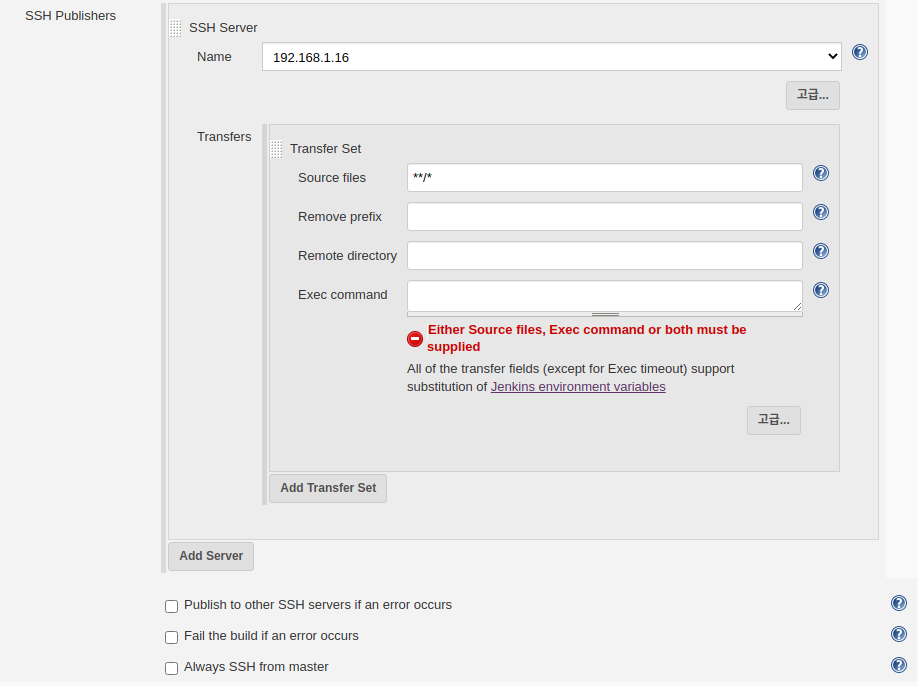 SSH Publishers
SSH Server
Name
192.168.1.16
고급...
Transfers
Transfer Set
Source files
**/*
Remove prefix
Remote directory
Exec command
Either Source files, Exec command or both must be
supplied
All of the transfer fields (except for Exec timeout) support
substitution of Jenkins environment variables
고급...
Add Transfer Set
Add Server
Publish to other SSH servers if an error occurs
Fail the build if an error occurs
Always SSH from master